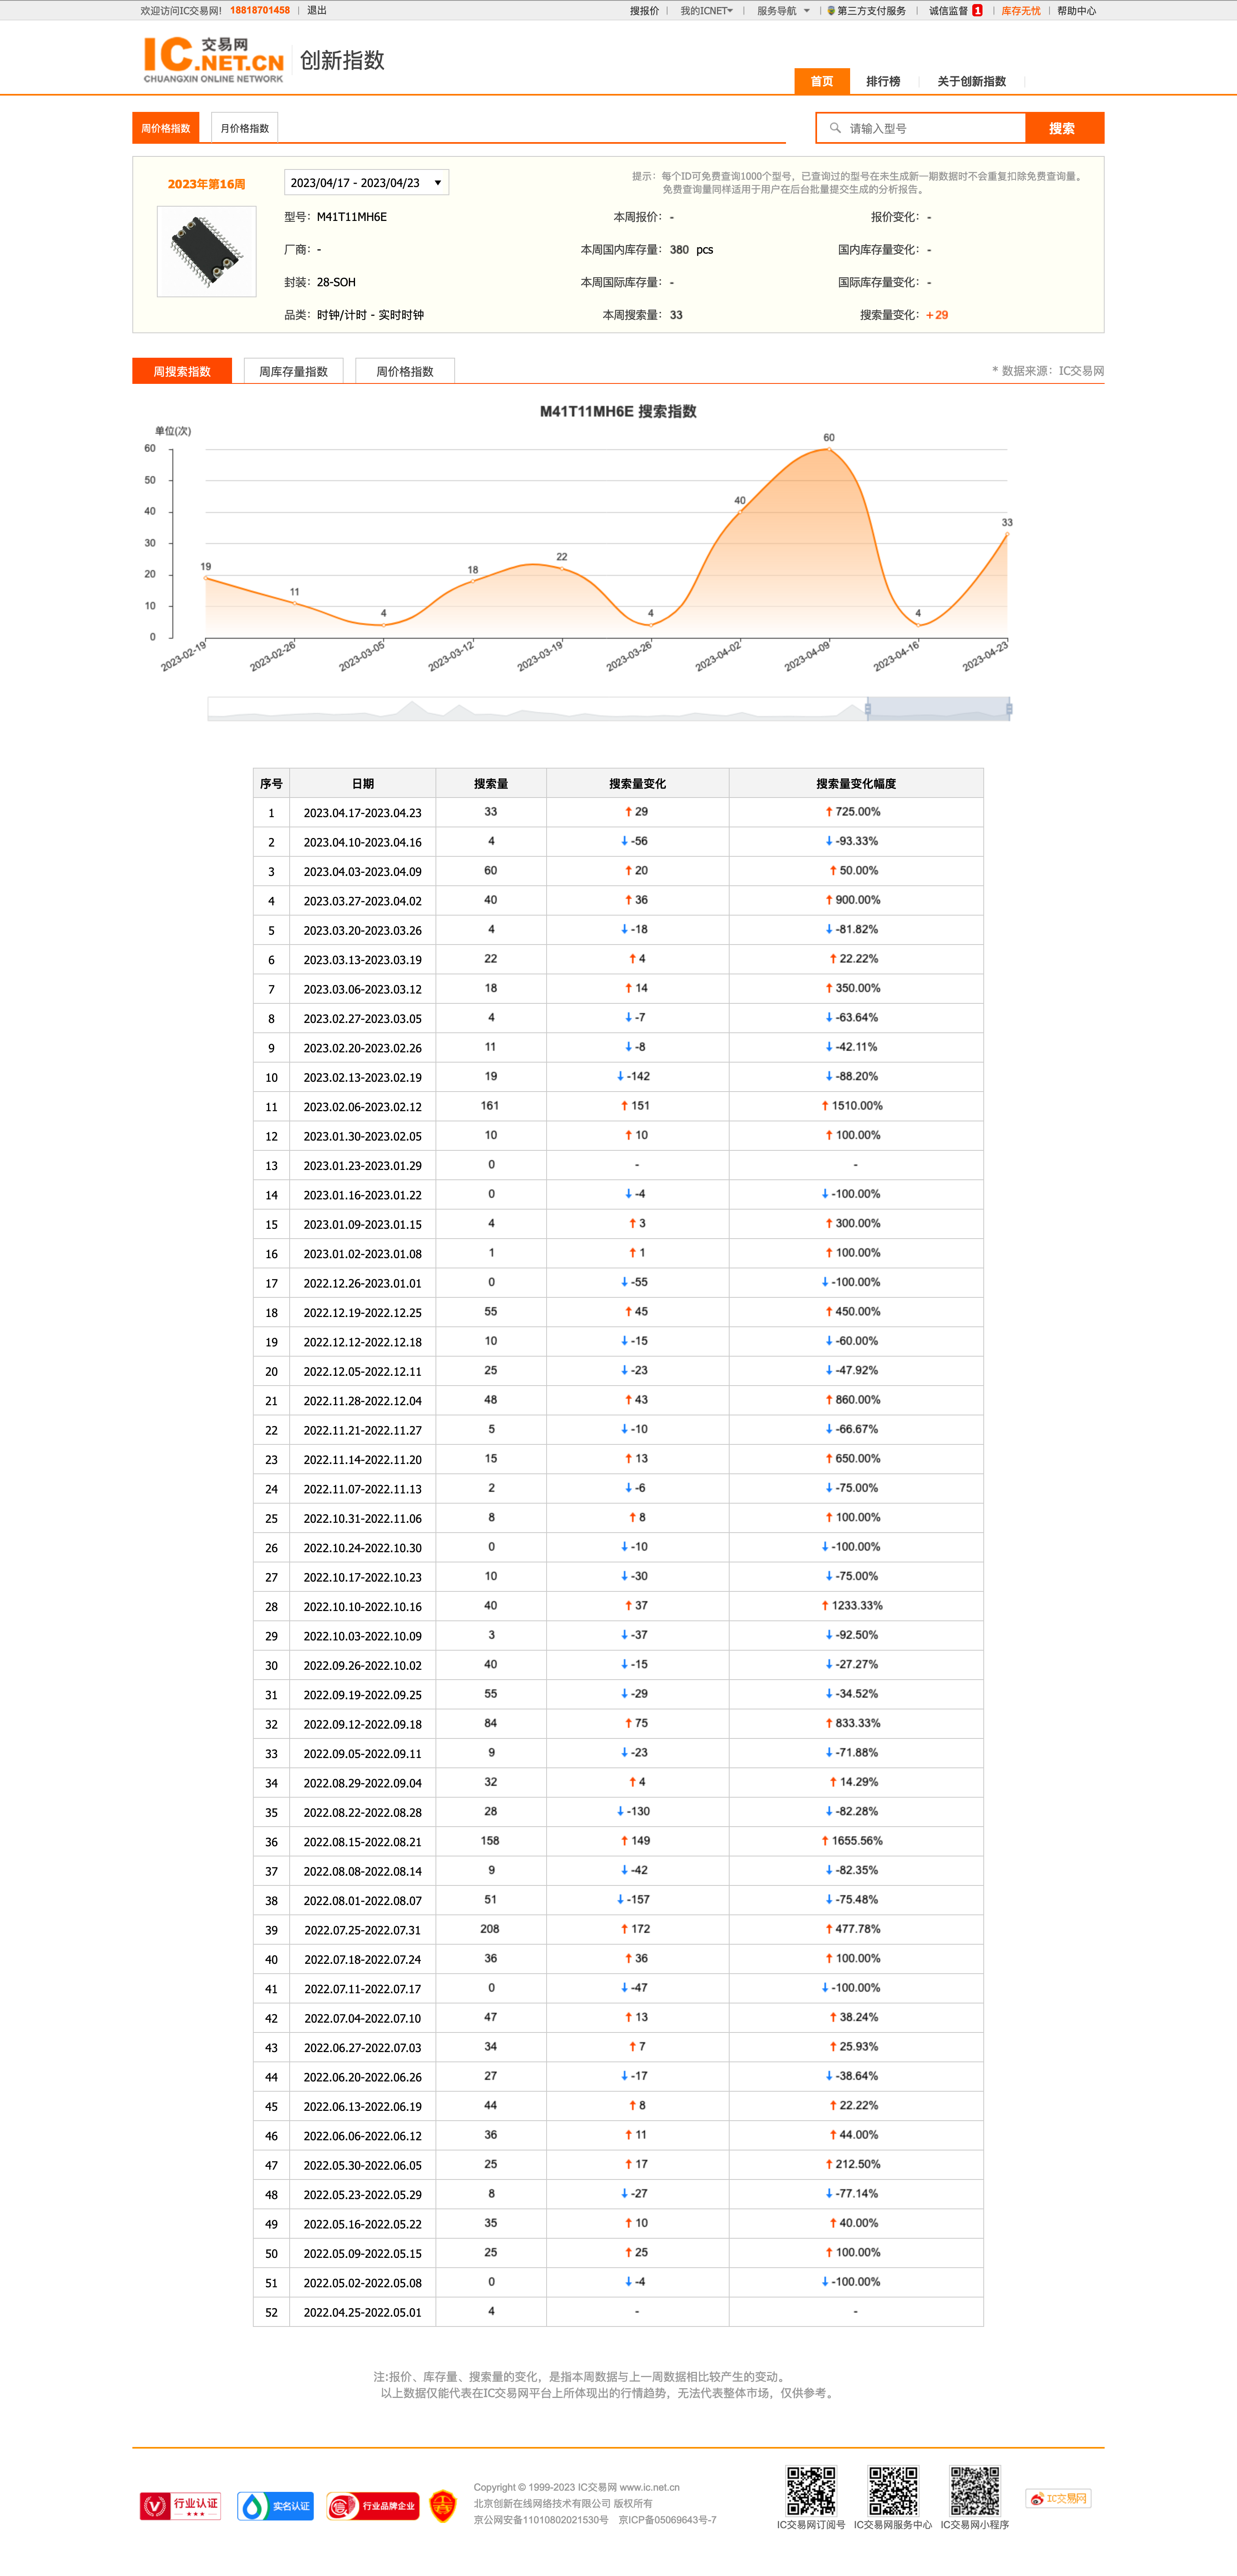 欢迎访问IC交易网! 18818701458 | 退出 搜报价 | 我的ICNET | 服务导航 | 第三方支付服务 | 诚信监督 1 | 库存无忧 | 帮助中心
IC 交易网
.NET.CN
CHUANGXIN ONLINE NETWORK
创新指数
首页 排行榜 关于创新指数
周价格指数 月价格指数 请输入型号 搜索
2023年第16周 2023/04/17 - 2023/04/23
提示：每个ID可免费查询1000个型号，已查询过的型号在未生成新一期数据时不会重复扣除免费查询量。
免费查询量同样适用于用户在后台批量提交生成的分析报告。
型号：M41T11MH6E 本周报价：- 报价变化：-
厂商：- 本周国内库存量：380 pcs 国内库存量变化：-
封装：28-SOH 本周国际库存量：- 国际库存量变化：-
品类：时钟/计时 - 实时时钟 本周搜索量：33 搜索量变化：+29
周搜索指数 周库存量指数 周价格指数 * 数据来源：IC交易网
M41T11MH6E 搜索指数
单位(次)
60
50
40
30
20
10
0
19 11 4 18 22 4 40 60 4 33
2023-02-19 2023-02-26 2023-03-05 2023-03-12 2023-03-19 2023-03-26 2023-04-02 2023-04-09 2023-04-16 2023-04-23
序号 日期 搜索量 搜索量变化 搜索量变化幅度
1 2023.04.17-2023.04.23 33 ↑29 ↑725.00%
2 2023.04.10-2023.04.16 4 ↓-56 ↓-93.33%
3 2023.04.03-2023.04.09 60 ↑20 ↑50.00%
4 2023.03.27-2023.04.02 40 ↑36 ↑900.00%
5 2023.03.20-2023.03.26 4 ↓-18 ↓-81.82%
6 2023.03.13-2023.03.19 22 ↑4 ↑22.22%
7 2023.03.06-2023.03.12 18 ↑14 ↑350.00%
8 2023.02.27-2023.03.05 4 ↓-7 ↓-63.64%
9 2023.02.20-2023.02.26 11 ↓-8 ↓-42.11%
10 2023.02.13-2023.02.19 19 ↓-142 ↓-88.20%
11 2023.02.06-2023.02.12 161 ↑151 ↑1510.00%
12 2023.01.30-2023.02.05 10 ↑10 ↑100.00%
13 2023.01.23-2023.01.29 0 - -
14 2023.01.16-2023.01.22 0 ↓-4 ↓-100.00%
15 2023.01.09-2023.01.15 4 ↑3 ↑300.00%
16 2023.01.02-2023.01.08 1 ↑1 ↑100.00%
17 2022.12.26-2023.01.01 0 ↓-55 ↓-100.00%
18 2022.12.19-2022.12.25 55 ↑45 ↑450.00%
19 2022.12.12-2022.12.18 10 ↓-15 ↓-60.00%
20 2022.12.05-2022.12.11 25 ↓-23 ↓-47.92%
21 2022.11.28-2022.12.04 48 ↑43 ↑860.00%
22 2022.11.21-2022.11.27 5 ↓-10 ↓-66.67%
23 2022.11.14-2022.11.20 15 ↑13 ↑650.00%
24 2022.11.07-2022.11.13 2 ↓-6 ↓-75.00%
25 2022.10.31-2022.11.06 8 ↑8 ↑100.00%
26 2022.10.24-2022.10.30 0 ↓-10 ↓-100.00%
27 2022.10.17-2022.10.23 10 ↓-30 ↓-75.00%
28 2022.10.10-2022.10.16 40 ↑37 ↑1233.33%
29 2022.10.03-2022.10.09 3 ↓-37 ↓-92.50%
30 2022.09.26-2022.10.02 40 ↓-15 ↓-27.27%
31 2022.09.19-2022.09.25 55 ↓-29 ↓-34.52%
32 2022.09.12-2022.09.18 84 ↑75 ↑833.33%
33 2022.09.05-2022.09.11 9 ↓-23 ↓-71.88%
34 2022.08.29-2022.09.04 32 ↑4 ↑14.29%
35 2022.08.22-2022.08.28 28 ↓-130 ↓-82.28%
36 2022.08.15-2022.08.21 158 ↑149 ↑1655.56%
37 2022.08.08-2022.08.14 9 ↓-42 ↓-82.35%
38 2022.08.01-2022.08.07 51 ↓-157 ↓-75.48%
39 2022.07.25-2022.07.31 208 ↑172 ↑477.78%
40 2022.07.18-2022.07.24 36 ↑36 ↑100.00%
41 2022.07.11-2022.07.17 0 ↓-47 ↓-100.00%
42 2022.07.04-2022.07.10 47 ↑13 ↑38.24%
43 2022.06.27-2022.07.03 34 ↑7 ↑25.93%
44 2022.06.20-2022.06.26 27 ↓-17 ↓-38.64%
45 2022.06.13-2022.06.19 44 ↑8 ↑22.22%
46 2022.06.06-2022.06.12 36 ↑11 ↑44.00%
47 2022.05.30-2022.06.05 25 ↑17 ↑212.50%
48 2022.05.23-2022.05.29 8 ↓-27 ↓-77.14%
49 2022.05.16-2022.05.22 35 ↑10 ↑40.00%
50 2022.05.09-2022.05.15 25 ↑25 ↑100.00%
51 2022.05.02-2022.05.08 0 ↓-4 ↓-100.00%
52 2022.04.25-2022.05.01 4 - -
注:报价、库存量、搜索量的变化，是指本周数据与上一周数据相比较产生的变动。
以上数据仅能代表在IC交易网平台上所体现出的行情趋势，无法代表整体市场，仅供参考。
行业认证 实名认证 行业品牌企业
Copyright © 1999-2023 IC交易网 www.ic.net.cn
北京创新在线网络技术有限公司 版权所有
京公网安备11010802021530号 京ICP备05069643号-7
IC交易网订阅号 IC交易网服务中心 IC交易网小程序
IC交易网